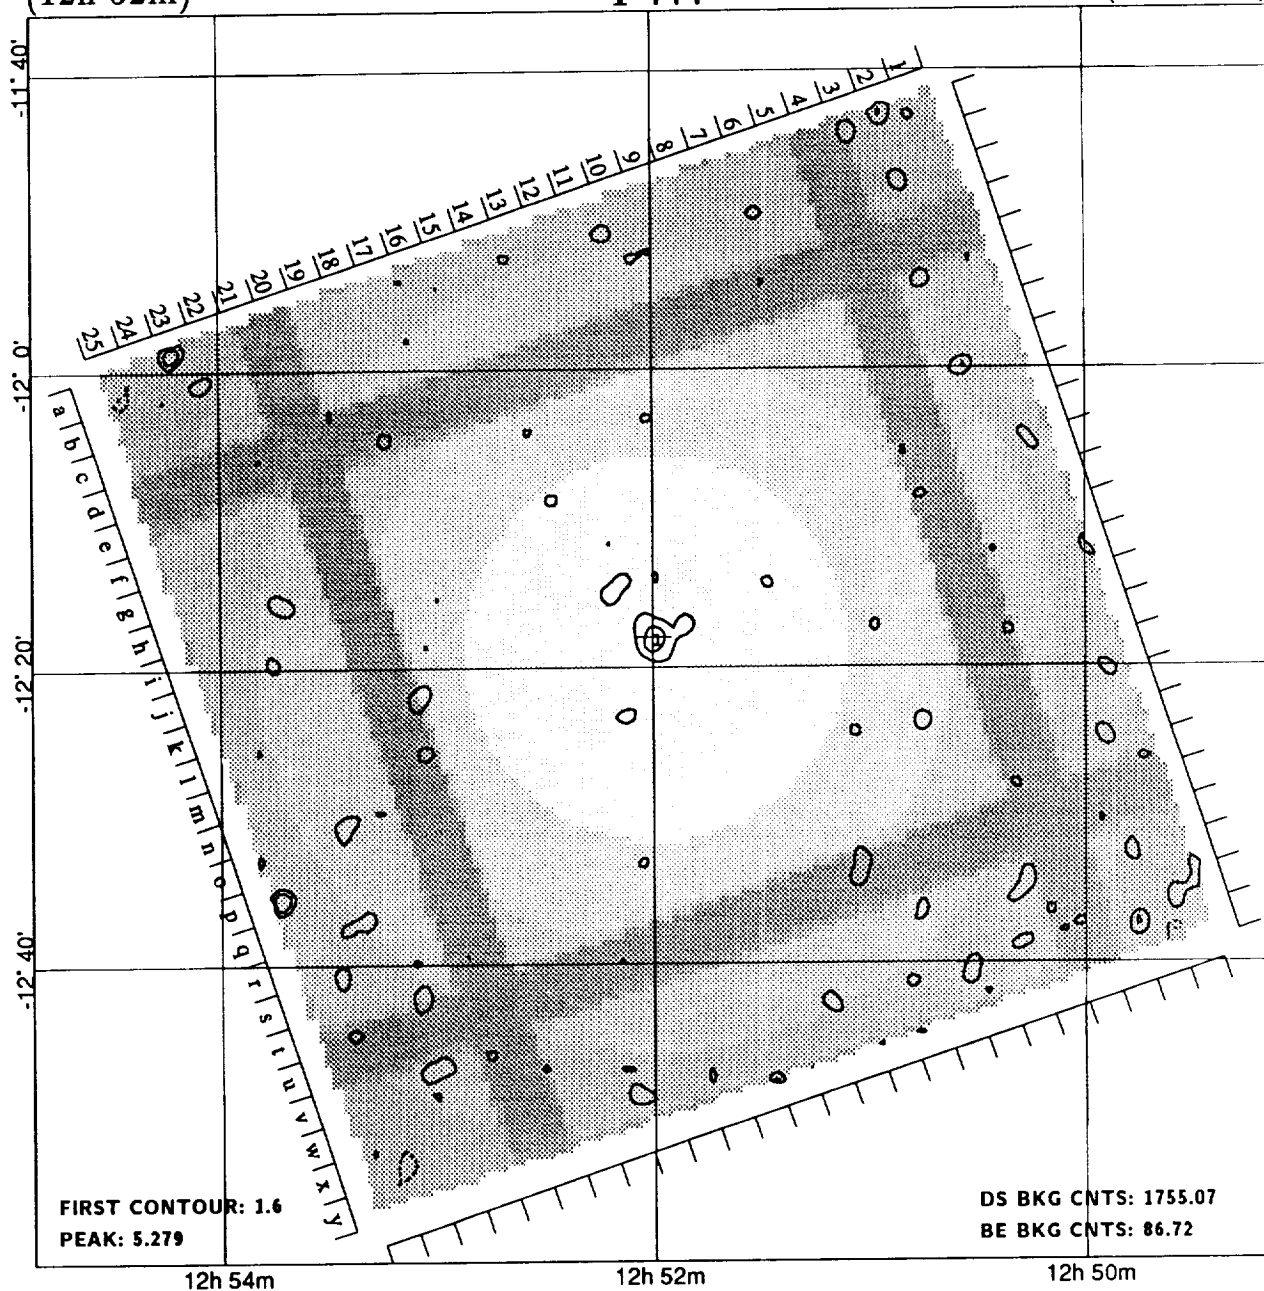 -11° 40'
-12° 0'
-12° 20'
-12° 40'
1 2 3 4 5 6 7 8 9 10 11 12 13 14 15 16 17 18 19 20 21 22 23 24 25
a b c d e f g h i j k l m n o p q r s t u v w x y
FIRST CONTOUR: 1.6
PEAK: 5.279
DS BKG CNTS: 1755.07
BE BKG CNTS: 86.72
12h 54m
12h 52m
12h 50m